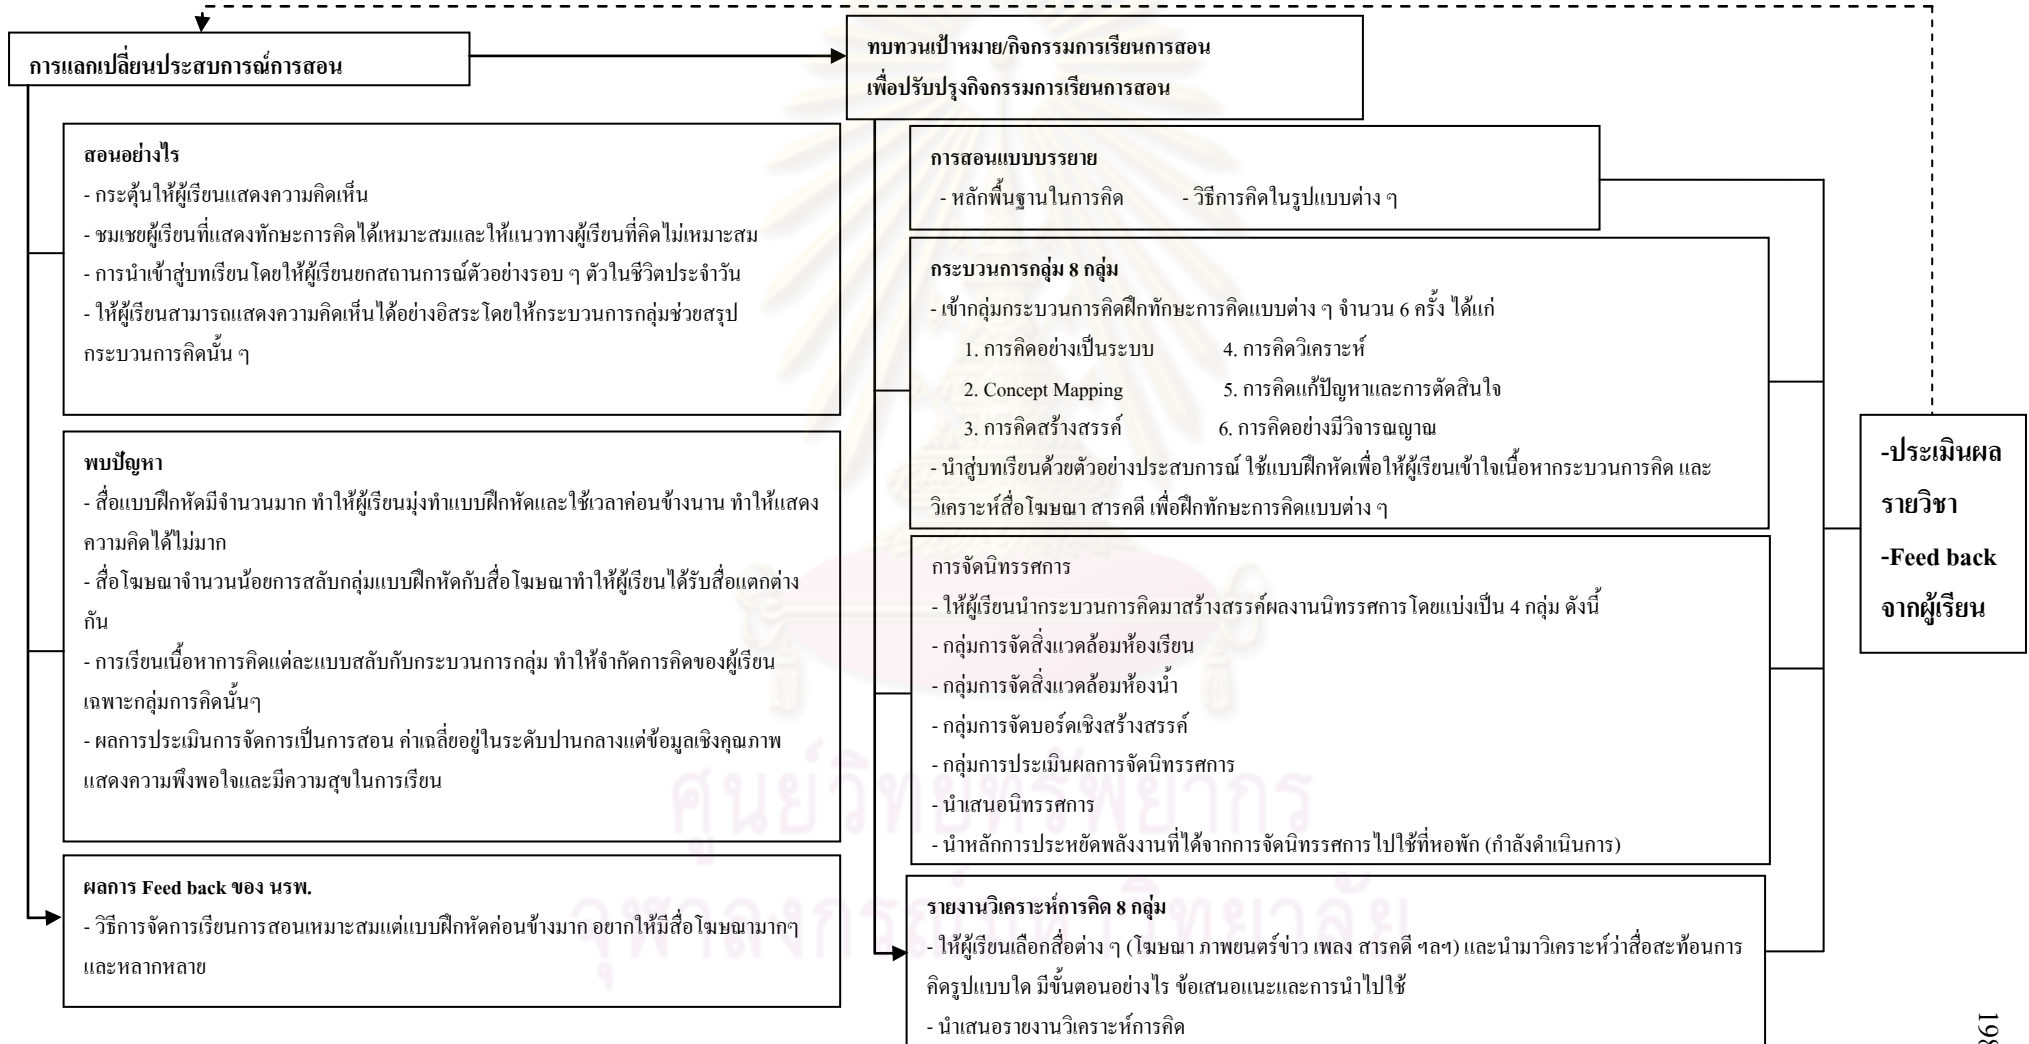 การแลกเปลี่ยนประสบการณ์การสอน
ทบทวนเป้าหมาย/กิจกรรมการเรียนการสอน
เพื่อปรับปรุงกิจกรรมการเรียนการสอน
สอนอย่างไร
- กระตุ้นให้ผู้เรียนแสดงความคิดเห็น
- ชมเชยผู้เรียนที่แสดงทักษะการคิดได้เหมาะสมและให้แนวทางผู้เรียนที่คิดไม่เหมาะสม
- การนำเข้าสู่บทเรียนโดยให้ผู้เรียนยกสถานการณ์ตัวอย่างรอบ ๆ ตัวในชีวิตประจำวัน
- ให้ผู้เรียนสามารถแสดงความคิดเห็นได้อย่างอิสระโดยให้กระบวนการกลุ่มช่วยสรุป
กระบวนการคิดนั้น ๆ
พบปัญหา
- สื่อแบบฝึกหัดมีจำนวนมาก ทำให้ผู้เรียนมุ่งทำแบบฝึกหัดและใช้เวลาค่อนข้างนาน ทำให้แสดง
ความคิดได้ไม่มาก
- สื่อโฆษณาจำนวนน้อยการสลับกลุ่มแบบฝึกหัดกับสื่อโฆษณาทำให้ผู้เรียนได้รับสื่อแตกต่าง
กัน
- การเรียนเนื้อหาการคิดแต่ละแบบสลับกับกระบวนการกลุ่ม ทำให้จำกัดการคิดของผู้เรียน
เฉพาะกลุ่มการคิดนั้นๆ
- ผลการประเมินการจัดการเป็นการสอน ค่าเฉลี่ยอยู่ในระดับปานกลางแต่ข้อมูลเชิงคุณภาพ
แสดงความพึงพอใจและมีความสุขในการเรียน
ผลการ Feed back ของ นรพ.
- วิธีการจัดการเรียนการสอนเหมาะสมแต่แบบฝึกหัดค่อนข้างมาก อยากให้มีสื่อโฆษณามากๆ
และหลากหลาย
การสอนแบบบรรยาย
- หลักพื้นฐานในการคิด - วิธีการคิดในรูปแบบต่าง ๆ
กระบวนการกลุ่ม 8 กลุ่ม
- เข้ากลุ่มกระบวนการคิดฝึกทักษะการคิดแบบต่าง ๆ จำนวน 6 ครั้ง ได้แก่
1. การคิดอย่างเป็นระบบ 4. การคิดวิเคราะห์
2. Concept Mapping 5. การคิดแก้ปัญหาและการตัดสินใจ
3. การคิดสร้างสรรค์ 6. การคิดอย่างมีวิจารณญาณ
- นำสู่บทเรียนด้วยตัวอย่างประสบการณ์ ใช้แบบฝึกหัดเพื่อให้ผู้เรียนเข้าใจเนื้อหากระบวนการคิด และ
วิเคราะห์สื่อโฆษณา สารคดี เพื่อฝึกทักษะการคิดแบบต่าง ๆ
การจัดนิทรรศการ
- ให้ผู้เรียนนำกระบวนการคิดมาสร้างสรรค์ผลงานนิทรรศการโดยแบ่งเป็น 4 กลุ่ม ดังนี้
- กลุ่มการจัดสิ่งแวดล้อมห้องเรียน
- กลุ่มการจัดสิ่งแวดล้อมห้องน้ำ
- กลุ่มการจัดบอร์ดเชิงสร้างสรรค์
- กลุ่มการประเมินผลการจัดนิทรรศการ
- นำเสนอนิทรรศการ
- นำหลักการประหยัดพลังงานที่ได้จากการจัดนิทรรศการไปใช้ที่หอพัก (กำลังดำเนินการ)
รายงานวิเคราะห์การคิด 8 กลุ่ม
- ให้ผู้เรียนเลือกสื่อต่าง ๆ (โฆษณา ภาพยนตร์ข่าว เพลง สารคดี ฯลฯ) และนำมาวิเคราะห์ว่าสื่อสะท้อนการ
คิดรูปแบบใด มีขั้นตอนอย่างไร ข้อเสนอแนะและการนำไปใช้
- นำเสนอรายงานวิเคราะห์การคิด
-ประเมินผล
รายวิชา
-Feed back
จากผู้เรียน
ศูนย์วิทยทรัพยากร
จุฬาลงกรณ์มหาวิทยาลัย
198